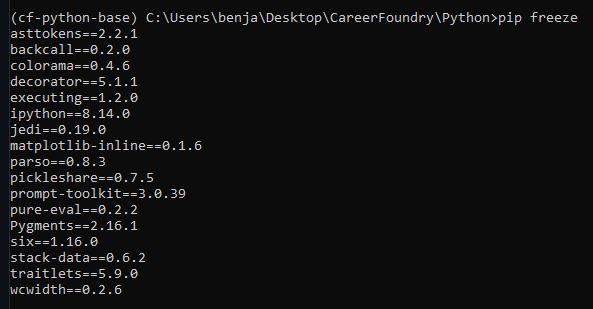 (cf-python-base) C:\Users\benja\Desktop\CareerFoundry\Python>pip freeze
asttokens==2.2.1
backcall==0.2.0
colorama==0.4.6
decorator==5.1.1
executing==1.2.0
ipython==8.14.0
jedi==0.19.0
matplotlib-inline==0.1.6
parso==0.8.3
pickleshare==0.7.5
prompt-toolkit==3.0.39
pure-eval==0.2.2
Pygments==2.16.1
six==1.16.0
stack-data==0.6.2
traitlets==5.9.0
wcwidth==0.2.6